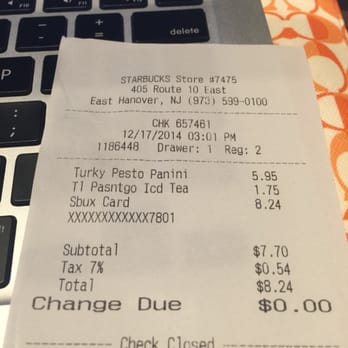 delete
P
STARBUCKS Store #7475
405 Route 10 East
East Hanover, NJ (973) 599-0100
CHK 657461
12/17/2014 03:01 PM
1186448 Drawer: 1 Reg: 2
Turky Pesto Panini 5.95
Tl Pasntgo Icd Tea 1.75
Sbux Card 8.24
XXXXXXXXXXXX7801
Subtotal $7.70
Tax 7% $0.54
Total $8.24
Change Due $0.00
Check Closed